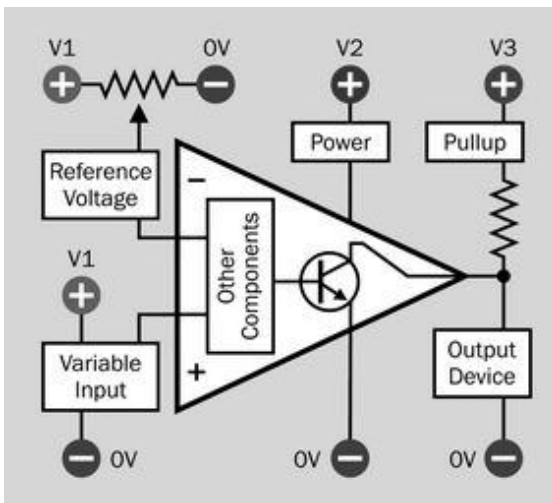 V1
0V
V2
V3
+
−
+
+
Power
Pullup
Reference
Voltage
−
Other
Components
V1
+
Variable
Input
+
Output
Device
−
0V
0V
−
0V
−